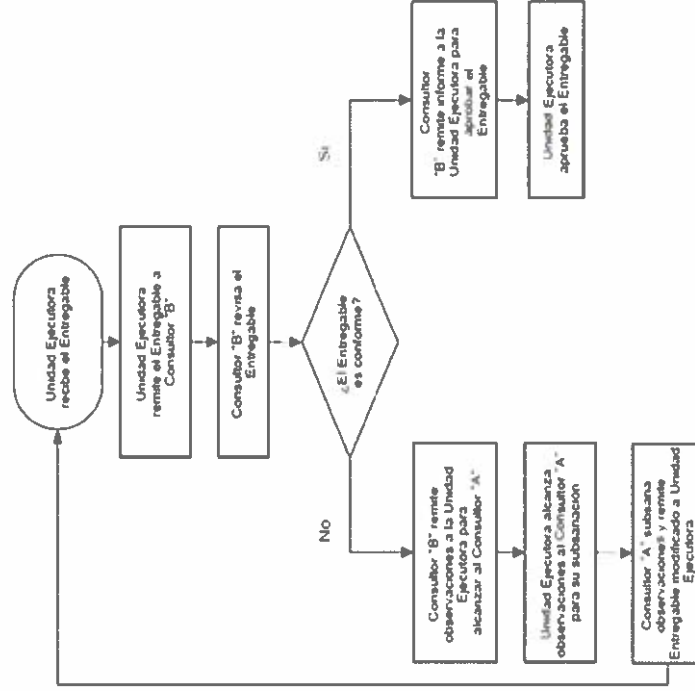 Unidad Ejecutora
recibe el Entregable
Unidad Ejecutora
remite el Entregable a
Consultor "B"
Consultor "B" revisa el
Entregable
¿El Entregable
es conforme?
No
Si
Consultor "B" remite
observaciones a la Unidad
Ejecutora para
alcanzar al Consultor "A"
Unidad Ejecutora alcanza
observaciones al Consultor "A"
para su subsanación
Consultor "A" subsana
observaciones y remite
Entregable modificado a Unidad
Ejecutora
Consultor
"B" remite informe a la
Unidad Ejecutora para
aprobar el
Entregable
Unidad Ejecutora
aprueba el Entregable